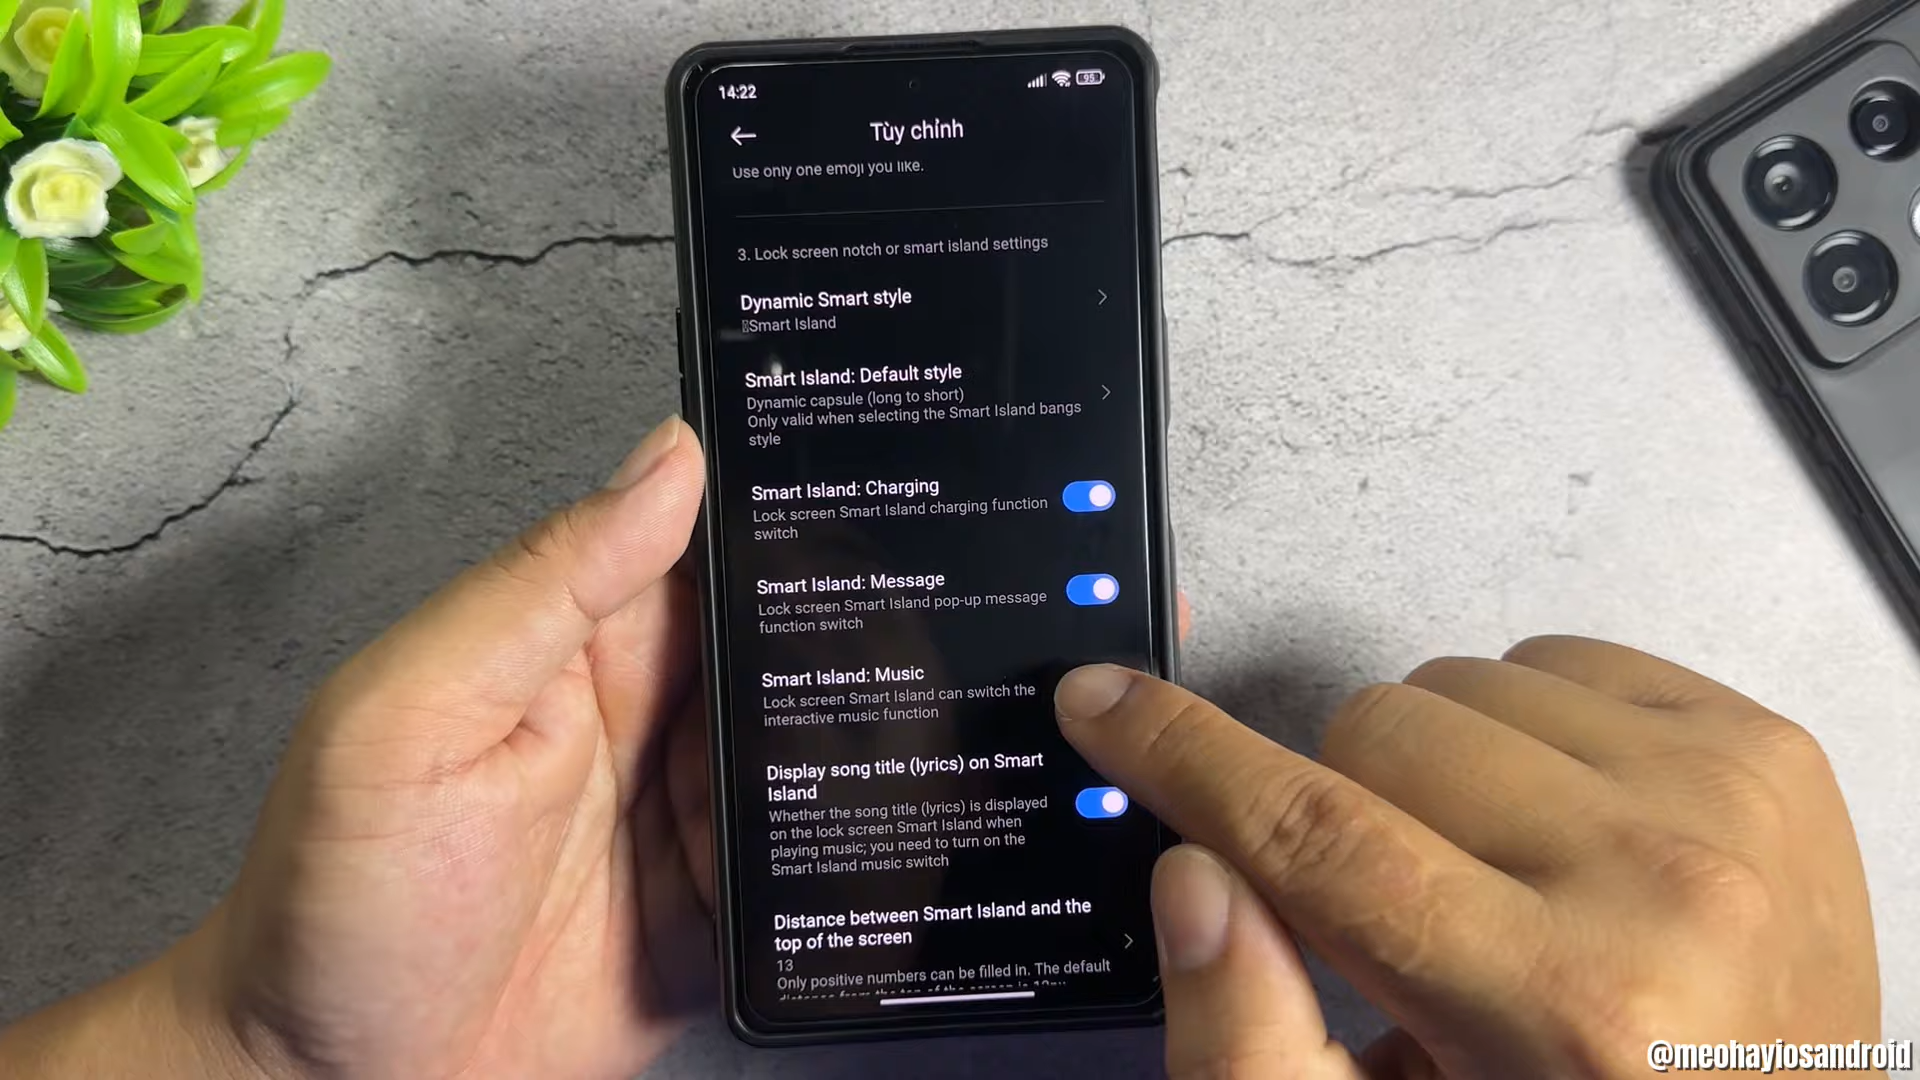 14:22
95
Tùy chỉnh
Use only one emoji you like.
3. Lock screen notch or smart island settings
Dynamic Smart style
Smart Island
Smart Island: Default style
Dynamic capsule (long to short)
Only valid when selecting the Smart Island bangs
style
Smart Island: Charging
Lock screen Smart Island charging function
switch
Smart Island: Message
Lock screen Smart Island pop-up message
function switch
Smart Island: Music
Lock screen Smart Island can switch the
interactive music function
Display song title (lyrics) on Smart
Island
Whether the song title (lyrics) is displayed
on the lock screen Smart Island when
playing music; you need to turn on the
Smart Island music switch
Distance between Smart Island and the
top of the screen
13
Only positive numbers can be filled in. The default
@meohayiosandroid